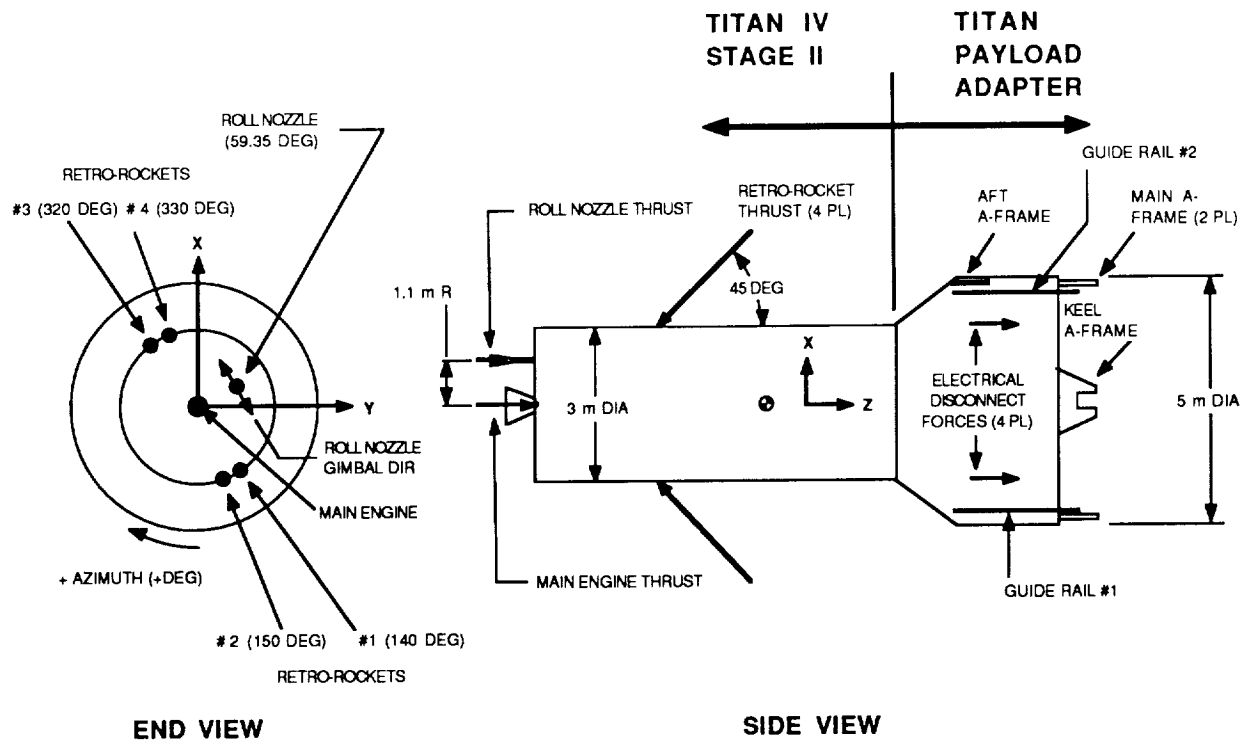 TITAN IV
STAGE II
TITAN
PAYLOAD
ADAPTER
ROLL NOZZLE
(59.35 DEG)
RETRO-ROCKETS
#3 (320 DEG) # 4 (330 DEG)
X
Y
ROLL NOZZLE
GIMBAL DIR
MAIN ENGINE
+ AZIMUTH (+DEG)
# 2 (150 DEG) #1 (140 DEG)
RETRO-ROCKETS
END VIEW
ROLL NOZZLE THRUST
RETRO-ROCKET
THRUST (4 PL)
1.1 m R
45 DEG
3 m DIA
X
Z
MAIN ENGINE THRUST
GUIDE RAIL #2
AFT
A-FRAME
MAIN A-
FRAME (2 PL)
KEEL
A-FRAME
ELECTRICAL
DISCONNECT
FORCES (4 PL)
5 m DIA
GUIDE RAIL #1
SIDE VIEW